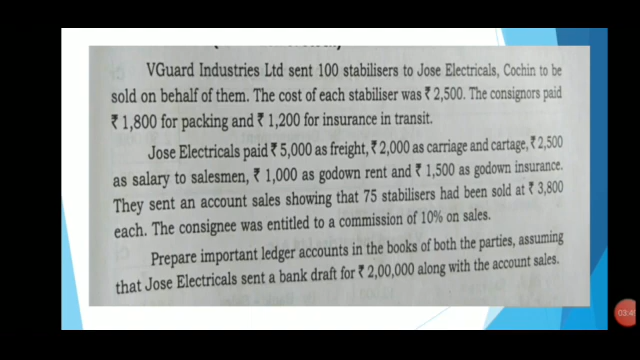 VGuard Industries Ltd sent 100 stabilisers to Jose Electricals, Cochin to be
sold on behalf of them. The cost of each stabiliser was ₹ 2,500. The consignors paid
₹ 1,800 for packing and ₹ 1,200 for insurance in transit.
Jose Electricals paid ₹ 5,000 as freight, ₹ 2,000 as carriage and cartage, ₹ 2,500
as salary to salesmen, ₹ 1,000 as godown rent and ₹ 1,500 as godown insurance.
They sent an account sales showing that 75 stabilisers had been sold at ₹ 3,800
each. The consignee was entitled to a commission of 10% on sales.
Prepare important ledger accounts in the books of both the parties, assuming
that Jose Electricals sent a bank draft for ₹ 2,00,000 along with the account sales.